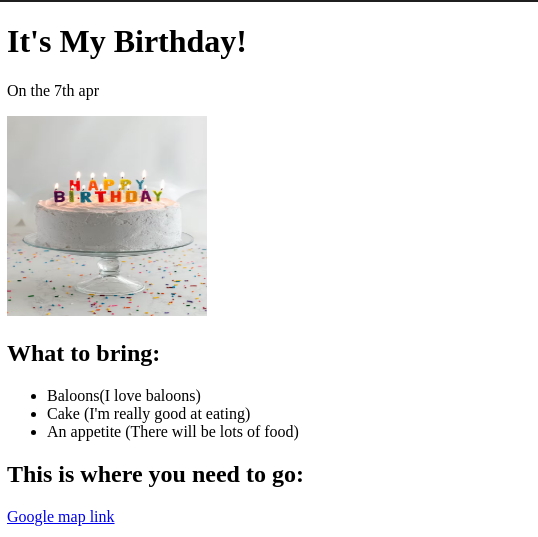 It's My Birthday!
On the 7th apr
HAPPY
BIRTHDAY
What to bring:
Baloons(I love baloons)
Cake (I'm really good at eating)
An appetite (There will be lots of food)
This is where you need to go:
Google map link